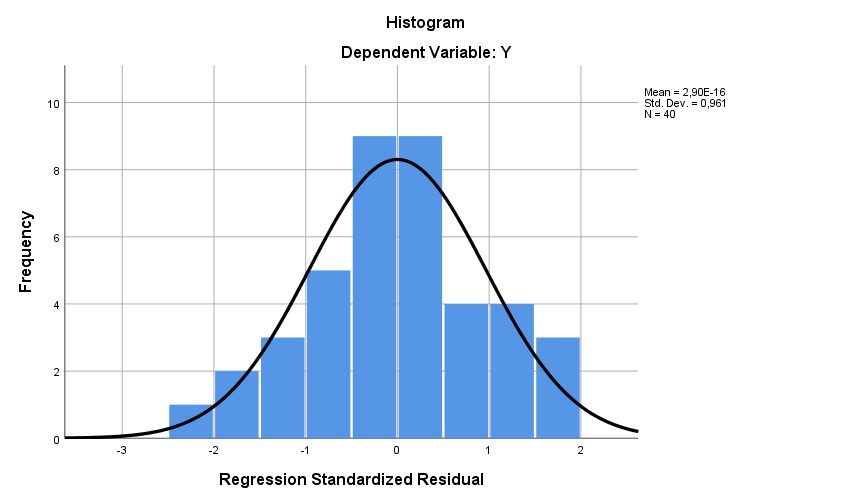 Histogram
Dependent Variable: Y
Mean = 2,90E-16
Std. Dev. = 0,961
N = 40
10
8
6
4
2
0
Frequency
-3 -2 -1 0 1 2
Regression Standardized Residual